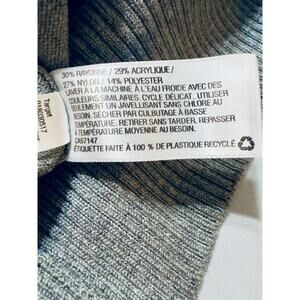 30% RAYONNE / 29% ACRYLIQUE /
27% NYLON / 14% POLYESTER
LAVER À LA MACHINE À L'EAU FROIDE AVEC DES
COULEURS SIMILAIRES. CYCLE DÉLICAT. UTILISER
SEULEMENT UN JAVELLISANT SANS CHLORE AU
BESOIN. SÉCHER PAR CULBUTAGE À BASSE
TEMPÉRATURE. RETIRER SANS TARDER. REPASSER
À TEMPÉRATURE MOYENNE AU BESOIN.
CA57147
ÉTIQUETTE FAITE À 100 % DE PLASTIQUE RECYCLÉ
Target